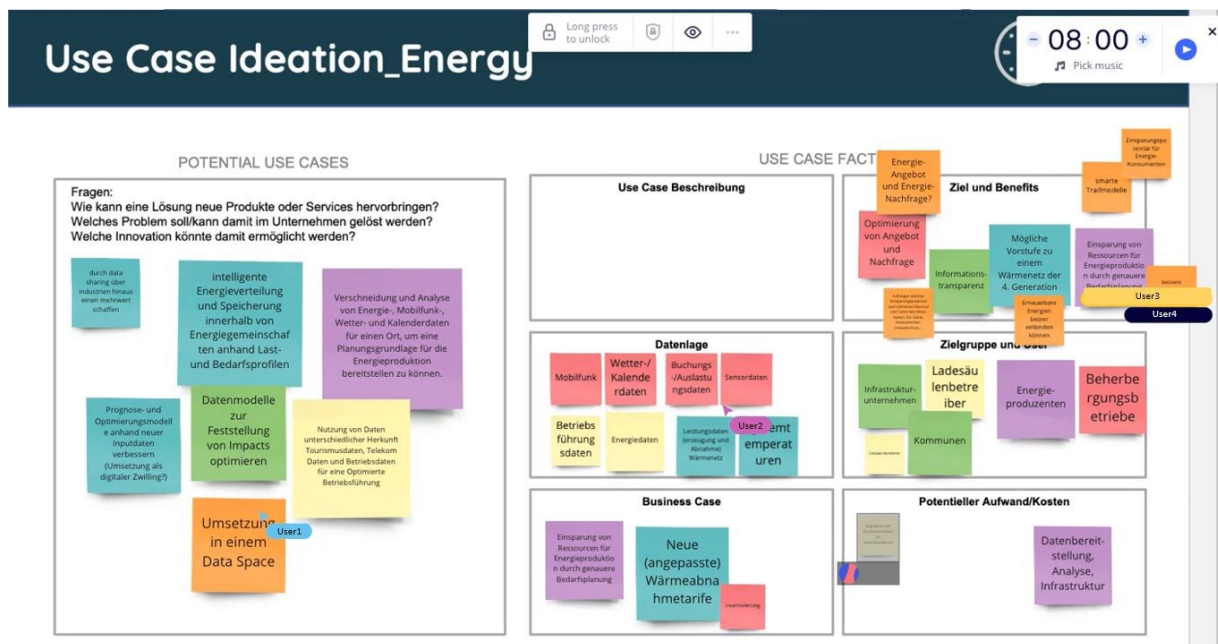 Use Case Ideation_Energy
Long press
to unlock
08:00
Pick music
POTENTIAL USE CASES
Fragen:
Wie kann eine Lösung neue Produkte oder Services hervorbringen?
Welches Problem soll/kann damit im Unternehmen gelöst werden?
Welche Innovation könnte damit ermöglicht werden?
durch data
sharing über
industrien hinaus
einen mehrwert
schaffen
intelligente
Energieverteilung
und Speicherung
innerhalb von
Energiegemeinschaf
ten anhand Last-
und Bedarfsprofilen
Verschneidung und Analyse
von Energie-, Mobilfunk-,
Wetter- und Kalenderdaten
für einen Ort, um eine
Planungsgrundlage für die
Energieproduktion
bereitstellen zu können.
Prognose- und
Optimierungsmodell
e anhand neuer
Inputdaten
verbessern
(Umsetzung als
digitaler Zwilling?)
Datenmodelle
zur
Feststellung
von Impacts
optimieren
Nutzung von Daten
unterschiedlicher Herkunft
Tourismusdaten, Telekom
Daten und Betriebsdaten
für eine Optimierte
Betriebsführung
Umsetzung
in einem
Data Space
User1
USE CASE FACT
Use Case Beschreibung
Ziel und Benefits
Energie-
Angebot
und Energie-
Nachfrage?
Einsparungspo
tential für
Energie-
Konsumenten
smarte
Traifmodelle
Optimierung
von Angebot
und
Nachfrage
Informations-
transparenz
Mögliche
Vorstufe zu
einem
Wärmenetz der
4. Generation
Einsparung von
Ressourcen für
Energieproduktio
n durch genauere
Bedarfsplanung
bessere
Erneuerbare
Energien
besser
einbinden
können
User3
User4
Datenlage
Mobilfunk
Wetter-/
Kalende
rdaten
Buchungs
-/Auslastu
ngsdaten
Sensordaten
Betriebs
führung
sdaten
Energiedaten
Leistungsdaten
(erzeugung und
Abnahme)
Wärmenetz
emt
emperat
uren
User2
Zielgruppe und User
Infrastruktur-
unternehmen
Ladesäu
lenbetre
iber
Energie-
produzenten
Beherbe
rgungsb
etriebe
Kommunen
Business Case
Einsparung von
Ressourcen für
Energieproduktio
n durch genauere
Bedarfsplanung
Neue
(angepasste)
Wärmeabna
hmetarife
Incentivierung
Potentieller Aufwand/Kosten
Datenbereit-
stellung,
Analyse,
Infrastruktur